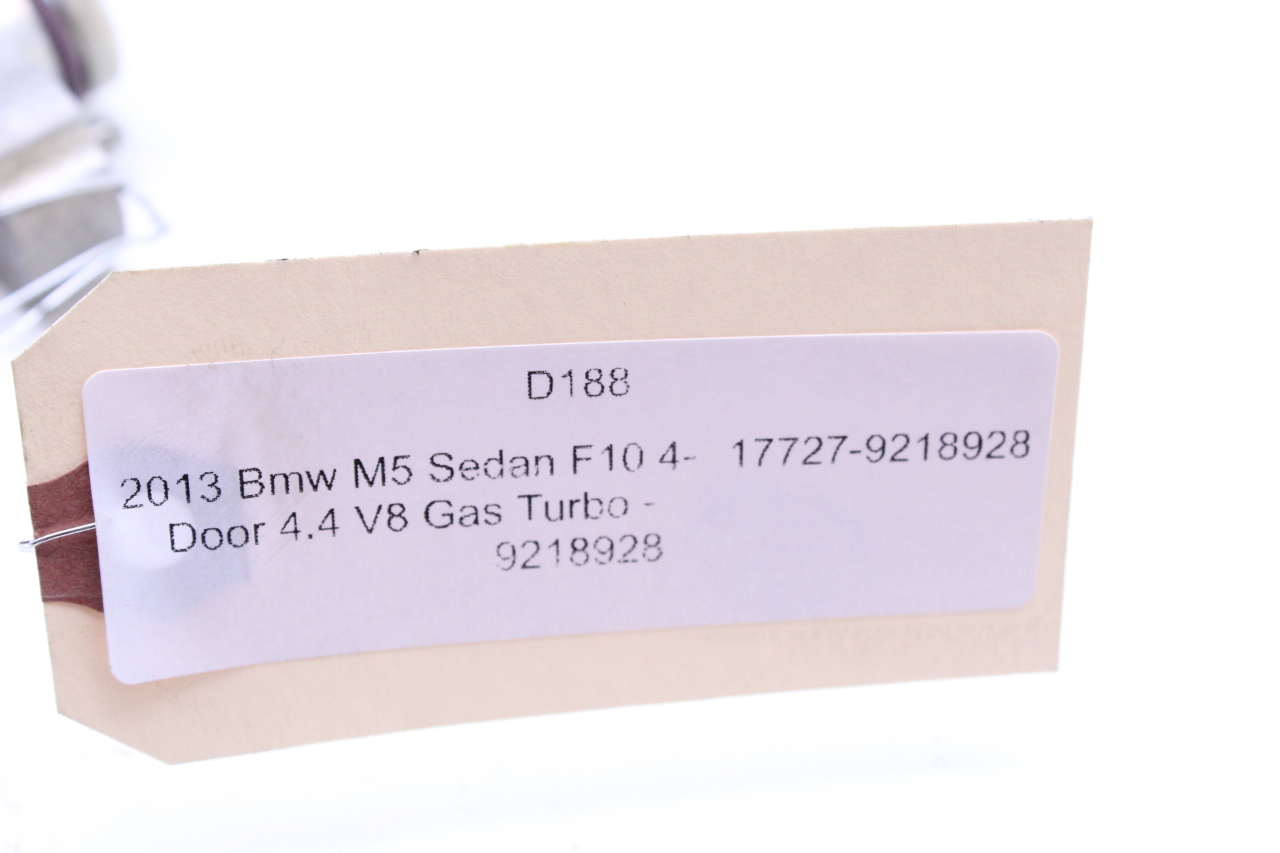 D188
2013 Bmw M5 Sedan F10 4- 17727-9218928
Door 4.4 V8 Gas Turbo -
9218928